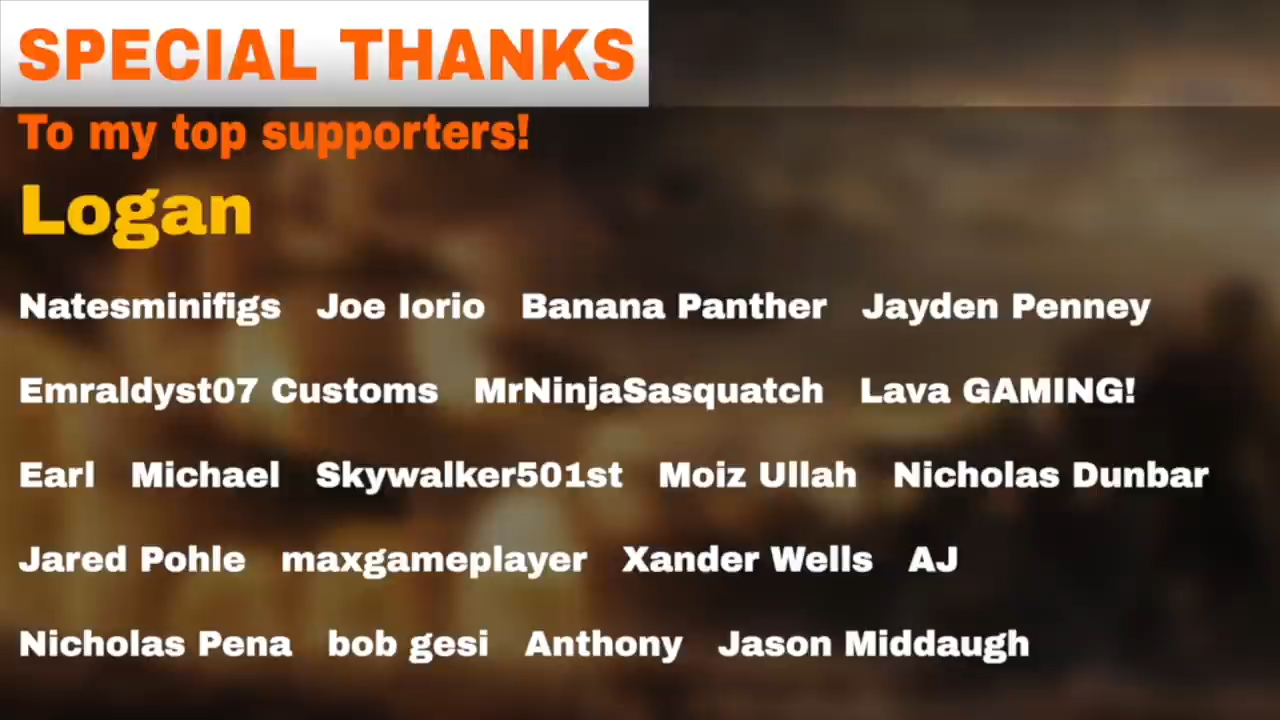 SPECIAL THANKS
To my top supporters!
Logan
Natesminifigs Joe Iorio Banana Panther Jayden Penney
Emraldyst07 Customs MrNinjaSasquatch Lava GAMING!
Earl Michael Skywalker501st Moiz Ullah Nicholas Dunbar
Jared Pohle maxgameplayer Xander Wells AJ
Nicholas Pena bob gesi Anthony Jason Middaugh